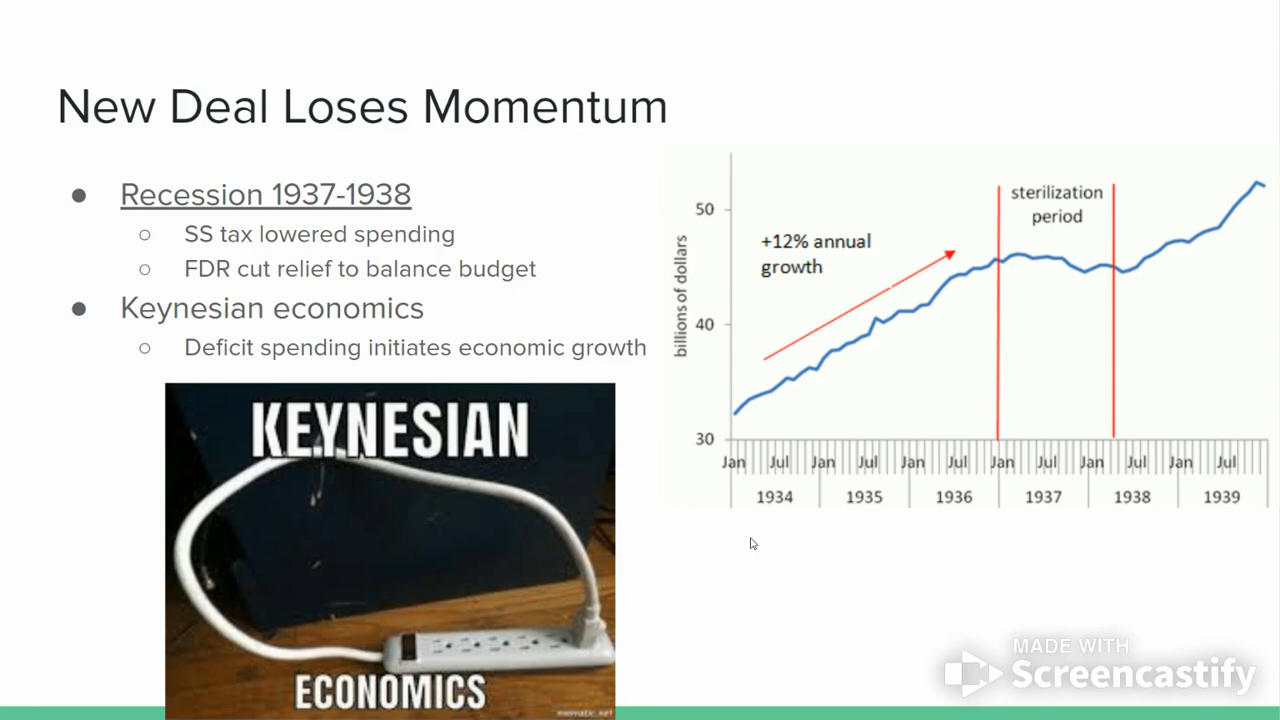 New Deal Loses Momentum
● Recession 1937-1938
○ SS tax lowered spending
○ FDR cut relief to balance budget
● Keynesian economics
○ Deficit spending initiates economic growth
KEYNESIAN
ECONOMICS
mematic.net
billions of dollars
50
40
30
+12% annual
growth
sterilization
period
Jan Jul Jan Jul Jan Jul Jan Jul Jan Jul Jan Jul
1934 1935 1936 1937 1938 1939
MADE WITH
Screencastify